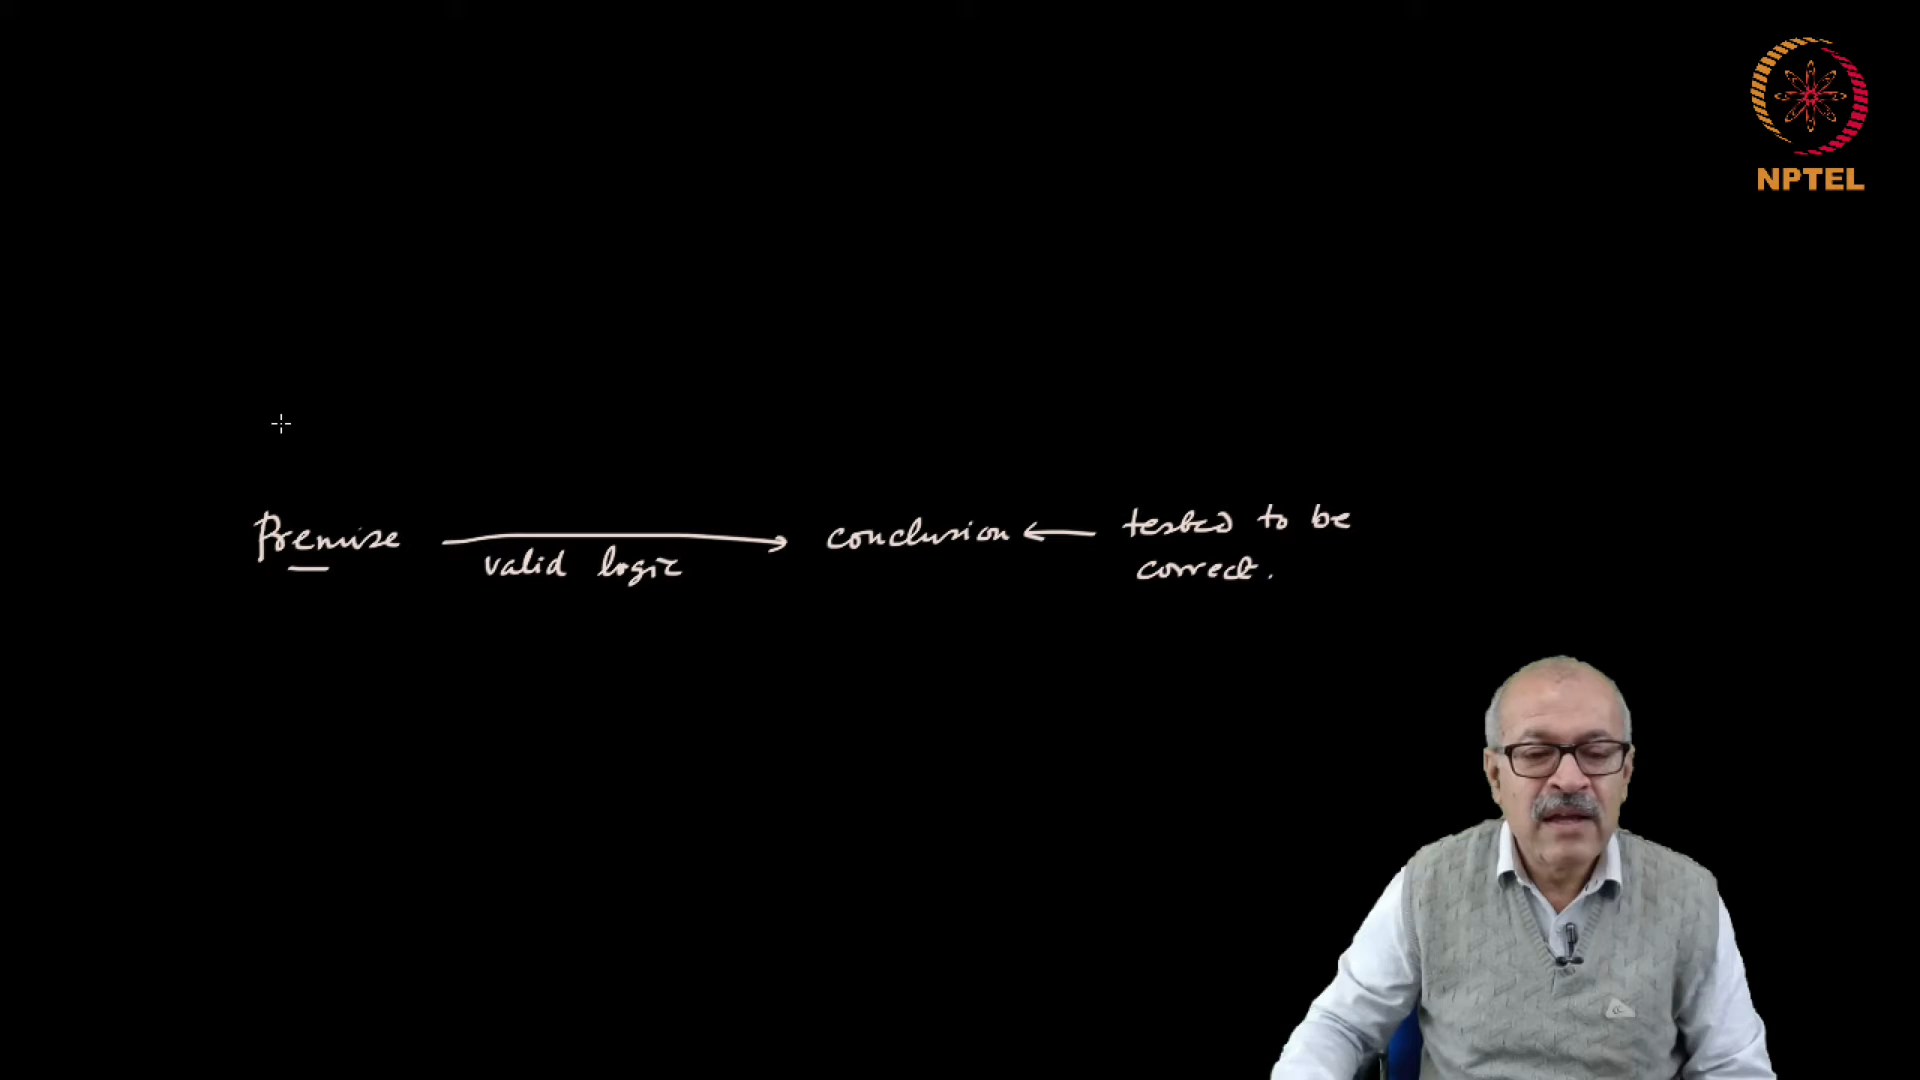 NPTEL
Premise
valid logic
conclusion
tested to be
correct.